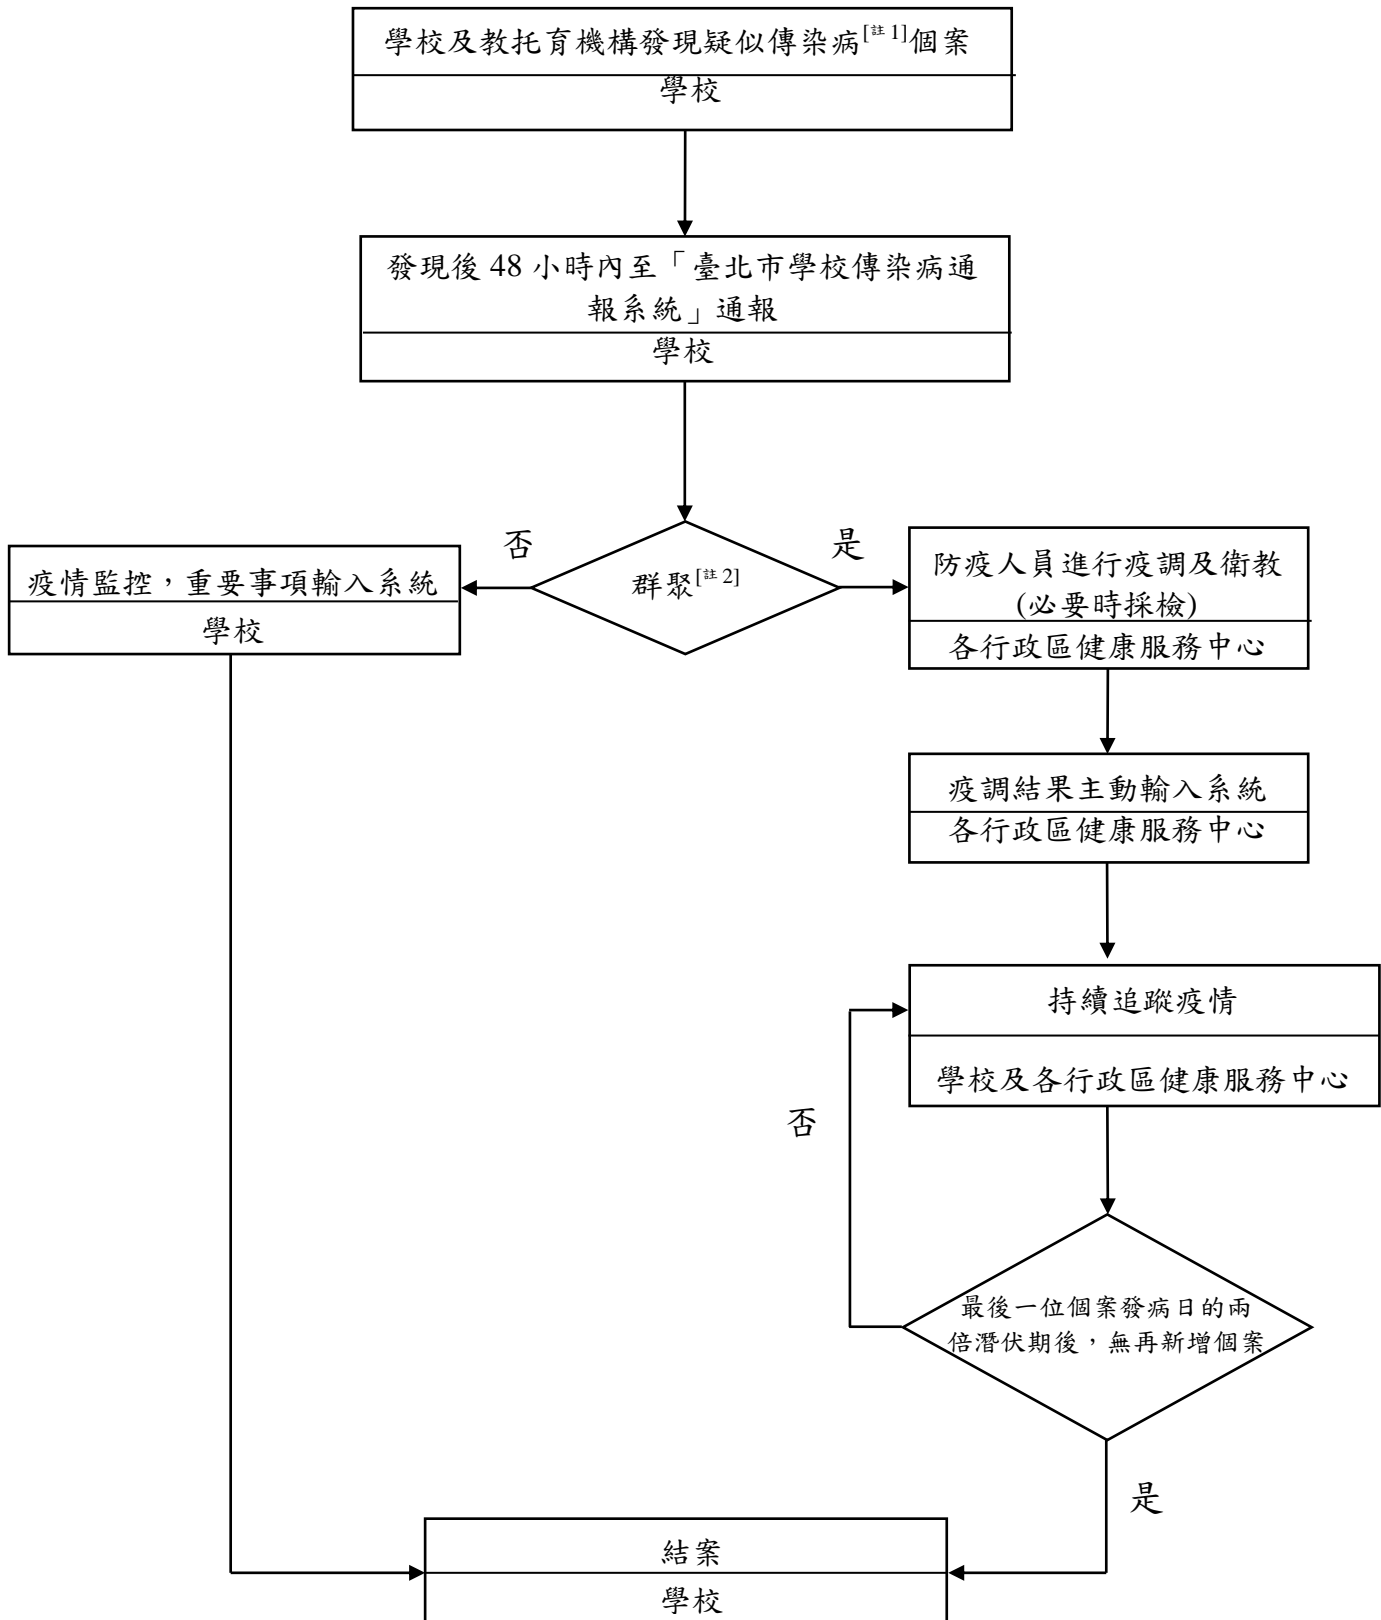 學校及教托育機構發現疑似傳染病[註 1]個案
學校
發現後 48 小時內至「臺北市學校傳染病通
報系統」通報
學校
否
是
群聚[註 2]
疫情監控，重要事項輸入系統
學校
防疫人員進行疫調及衛教
(必要時採檢)
各行政區健康服務中心
疫調結果主動輸入系統
各行政區健康服務中心
持續追蹤疫情
學校及各行政區健康服務中心
否
最後一位個案發病日的兩
倍潛伏期後，無再新增個案
是
結案
學校